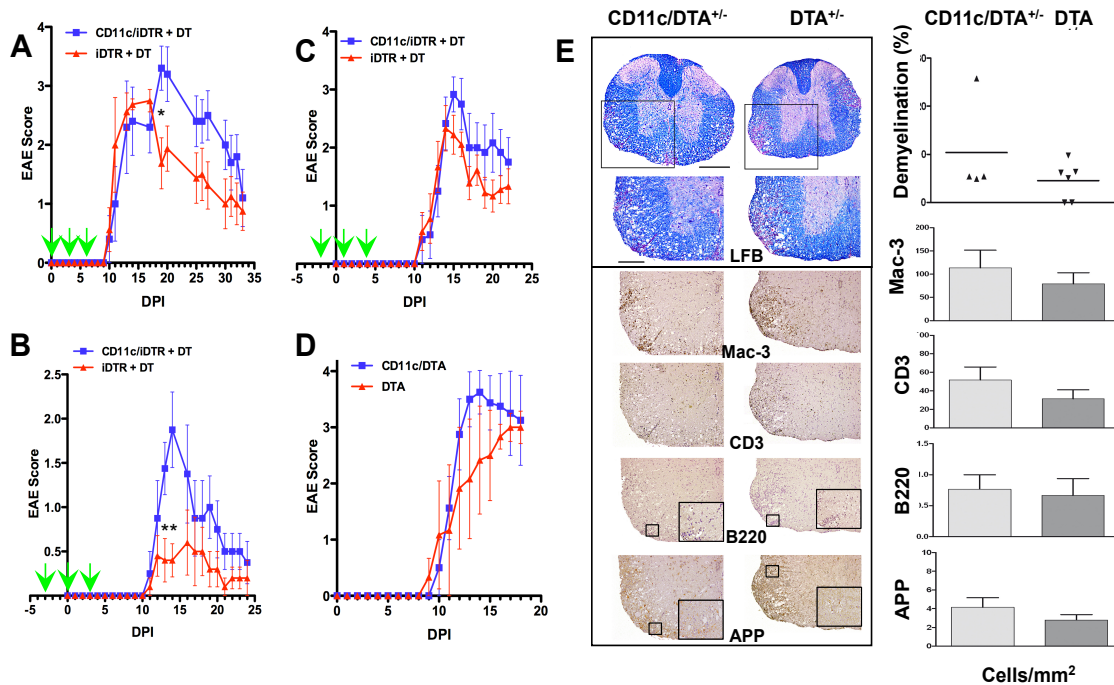 A
CD11c/iDTR + DT
iDTR + DT
EAE Score
4
3
2
1
0
*
0 5 10 15 20 25 30 35
DPI
B
CD11c/iDTR + DT
iDTR + DT
EAE Score
2.5
2.0
1.5
1.0
0.5
**
-5 0 5 10 15 20 25
DPI
C
CD11c/iDTR + DT
iDTR + DT
EAE Score
4
3
2
1
0
-5 0 5 10 15 20 25
DPI
D
CD11c/DTA
DTA
EAE Score
4
3
2
1
0
0 5 10 15 20
DPI
E
CD11c/DTA+/- DTA+/-
LFB
Mac-3
CD3
B220
APP
CD11c/DTA+/- DTA
Demyelination (%)
20
0
0
Mac-3
200
150
100
50
0
CD3
80
60
40
20
0
B220
1.5
1.0
0.5
0.0
APP
6
4
2
0
Cells/mm2